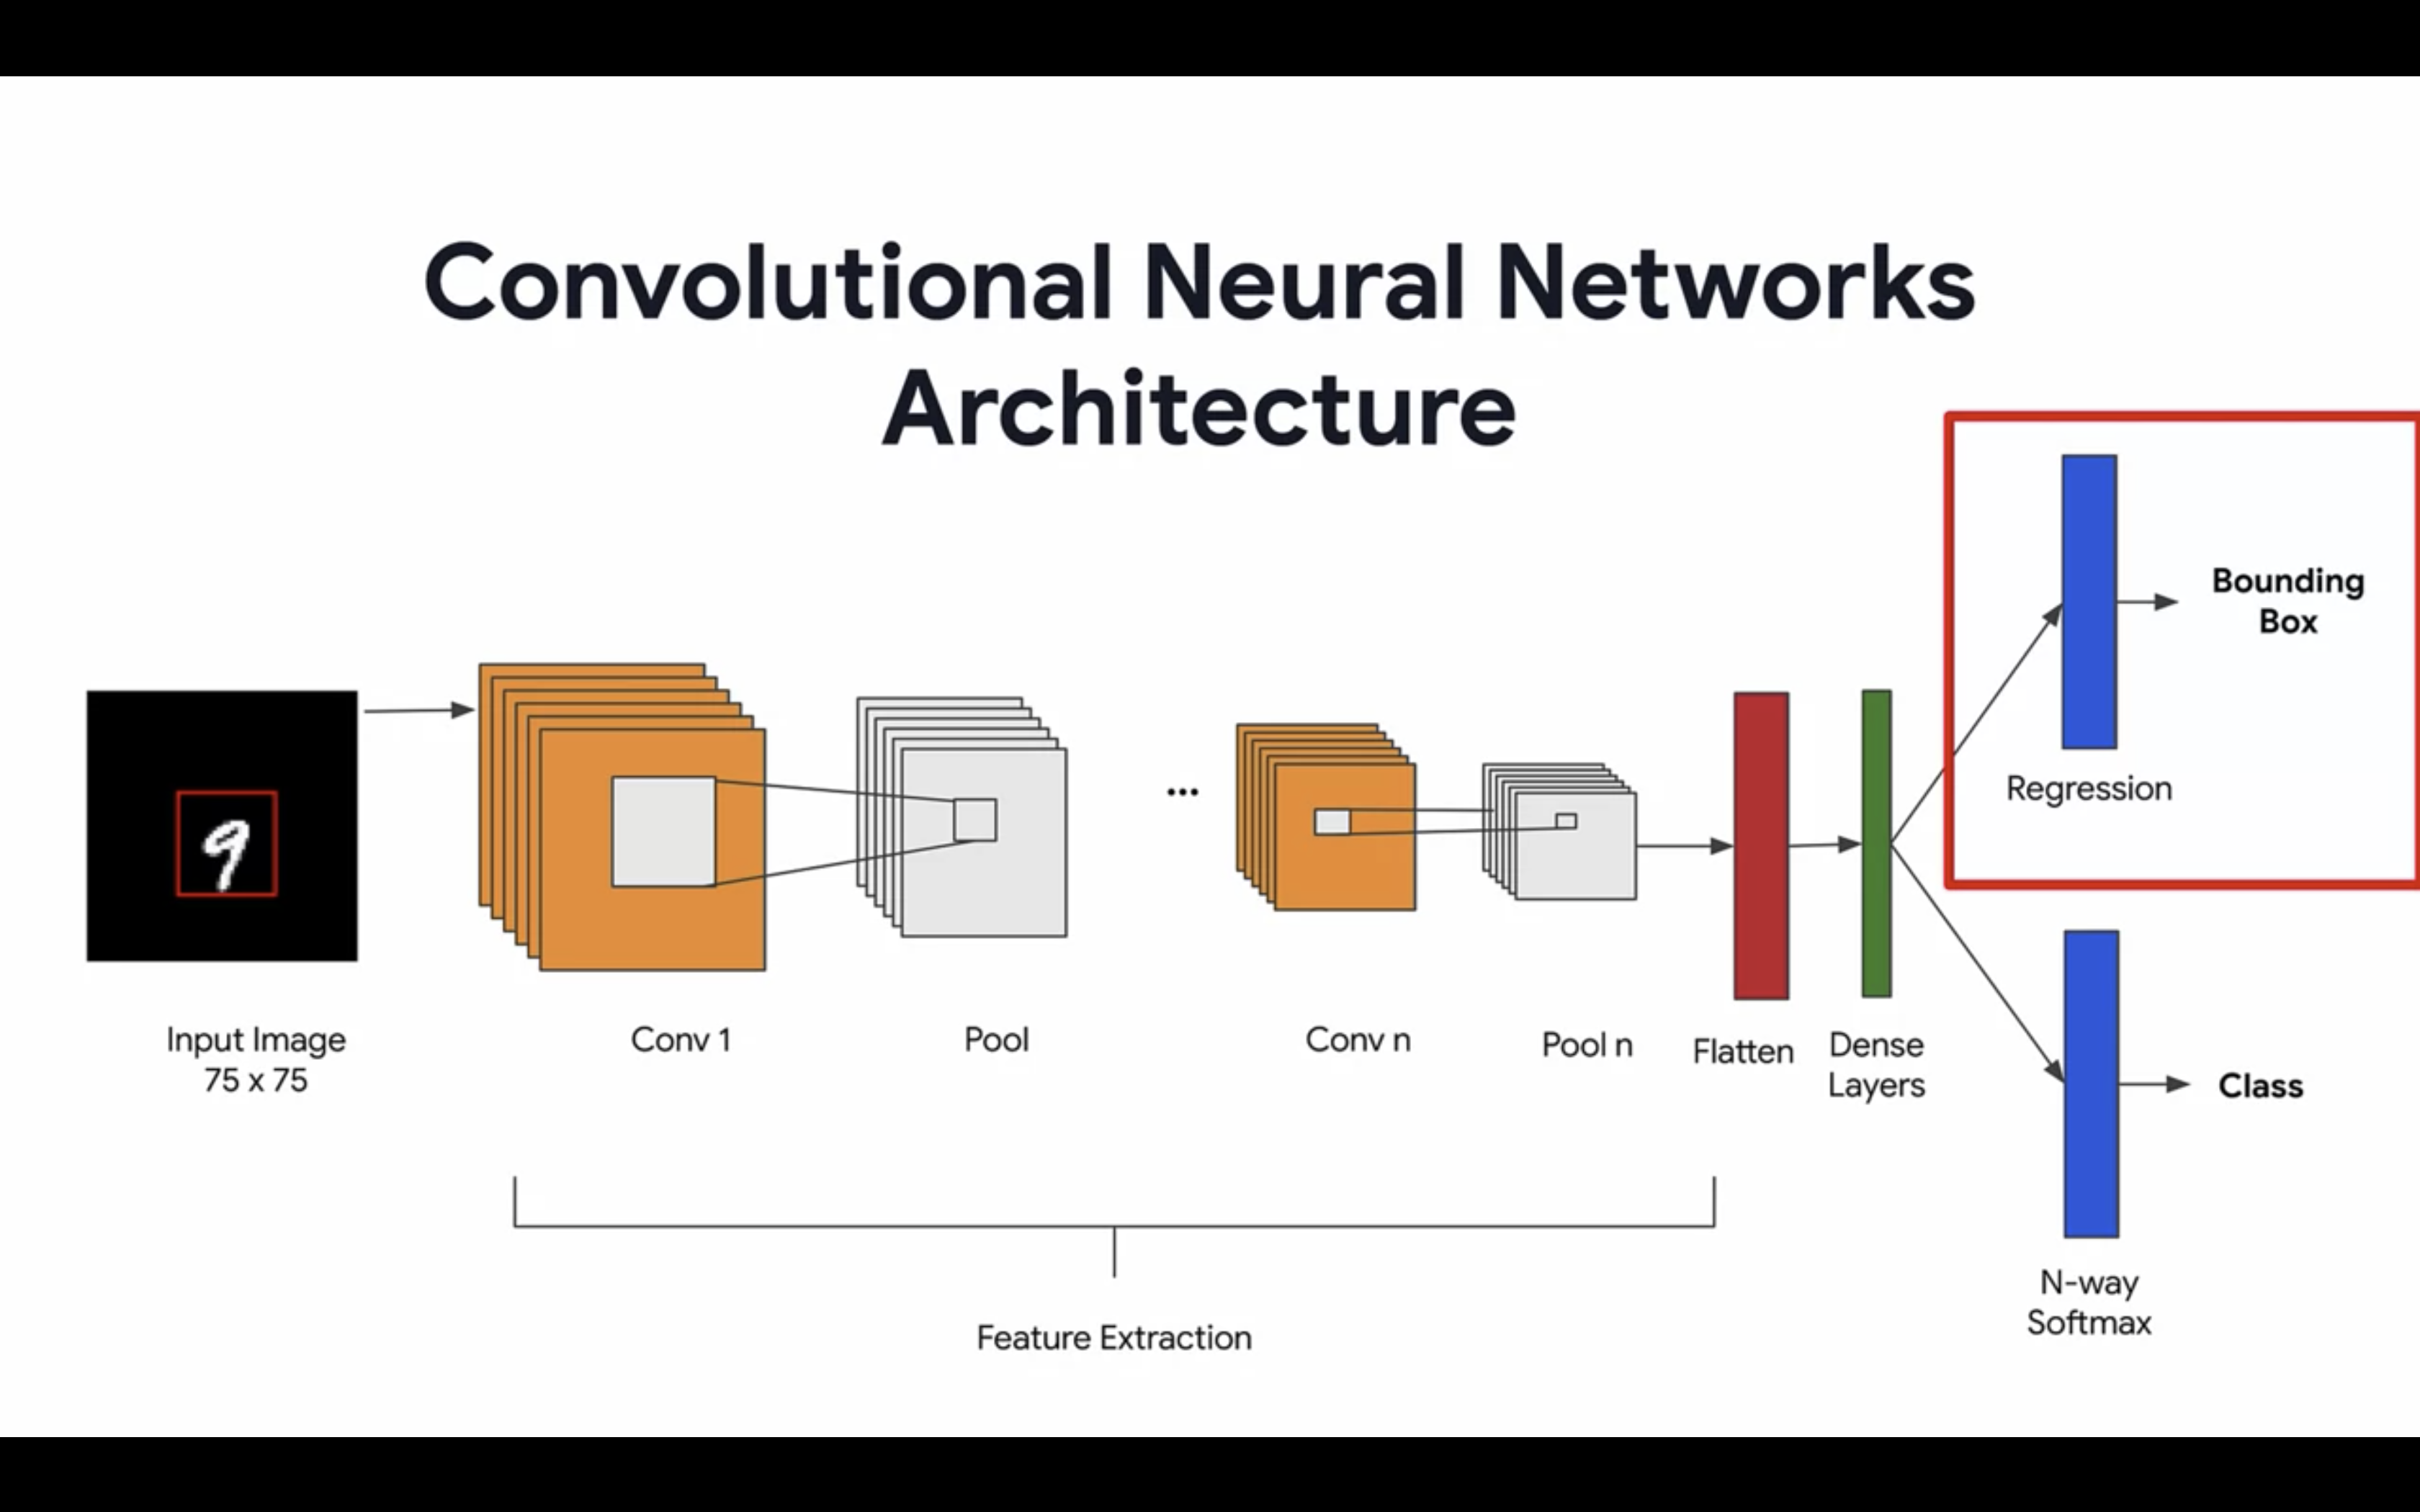 Convolutional Neural Networks
Architecture
9
Input Image
75 x 75
Conv 1
Pool
...
Conv n
Pool n
Flatten
Dense
Layers
Regression
Bounding
Box
N-way
Softmax
Class
Feature Extraction